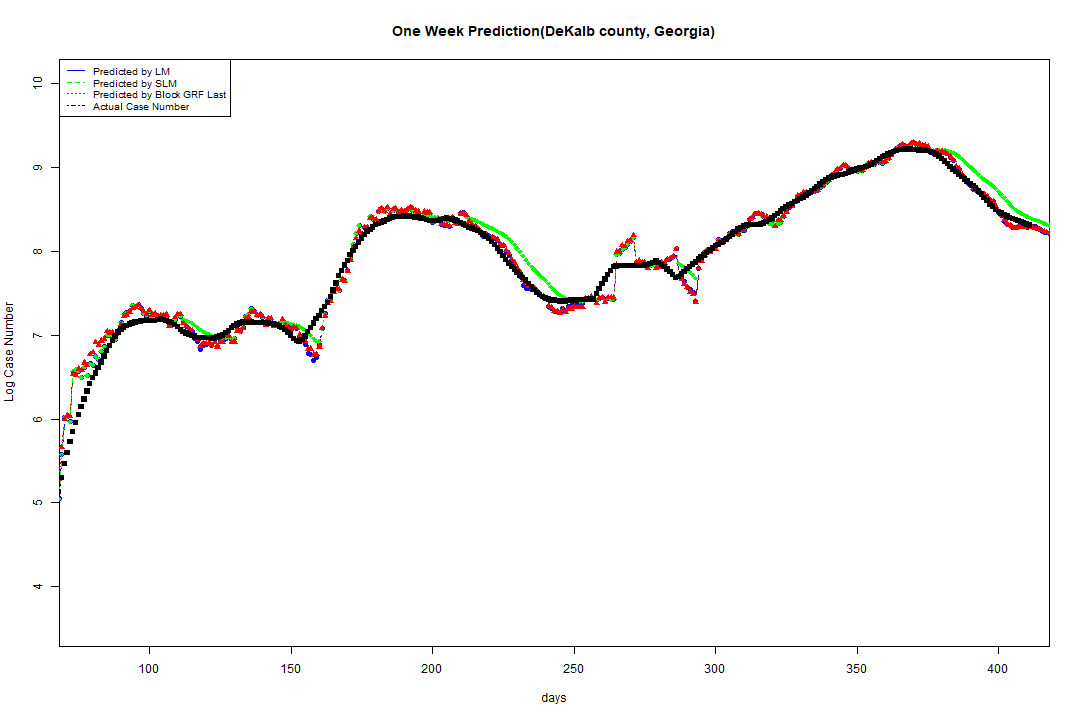 One Week Prediction(DeKalb county, Georgia)
Predicted by LM
Predicted by SLM
Predicted by Block GRF Last
Actual Case Number
10
9
8
7
6
5
4
Log Case Number
100 150 200 250 300 350 400
days